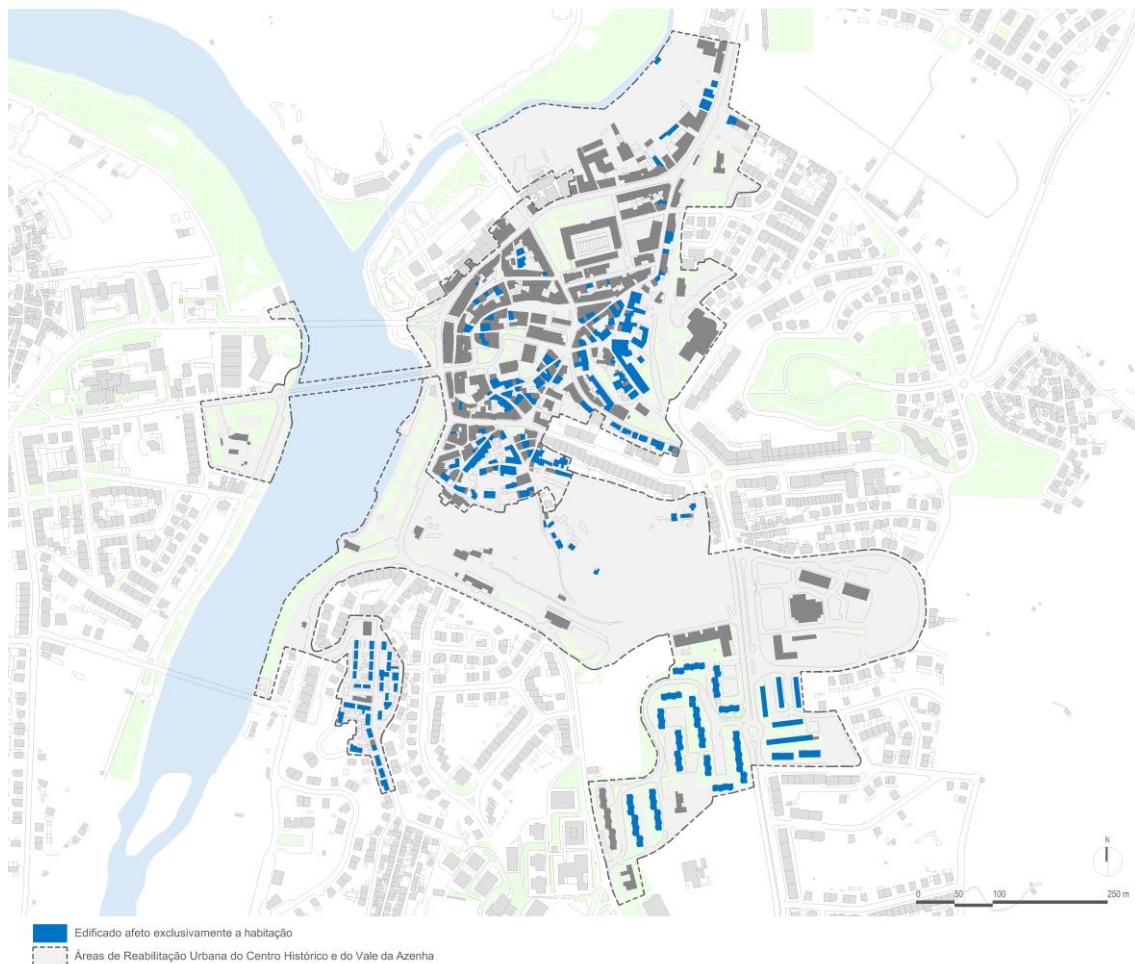 N
0 50 100 250 m
Edificado afeto exclusivamente a habitação
Áreas de Reabilitação Urbana do Centro Histórico e do Vale da Azenha